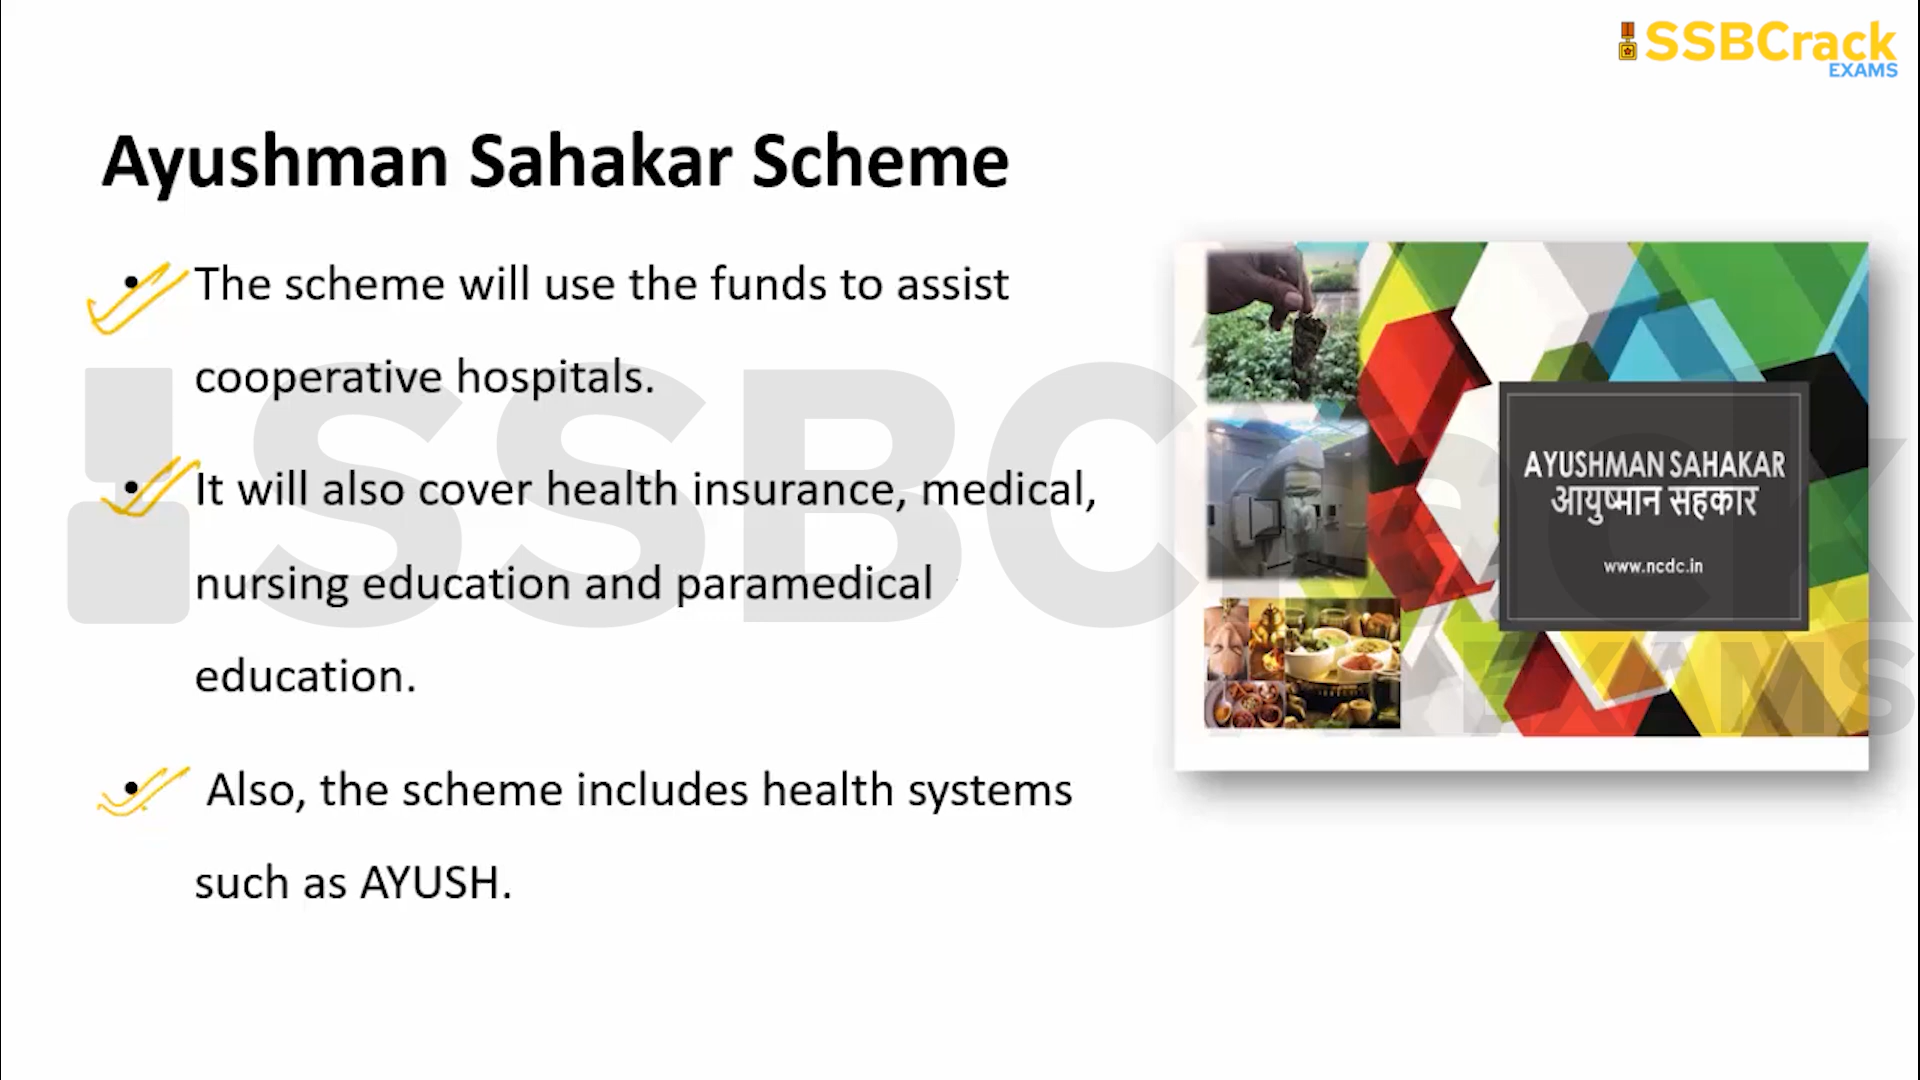 SSBCrack
EXAMS
Ayushman Sahakar Scheme
• The scheme will use the funds to assist
cooperative hospitals.
• It will also cover health insurance, medical,
nursing education and paramedical
education.
• Also, the scheme includes health systems
such as AYUSH.
AYUSHMAN SAHAKAR
आयुष्मान सहकार
www.ncdc.in
SSBCrack
EXAMS